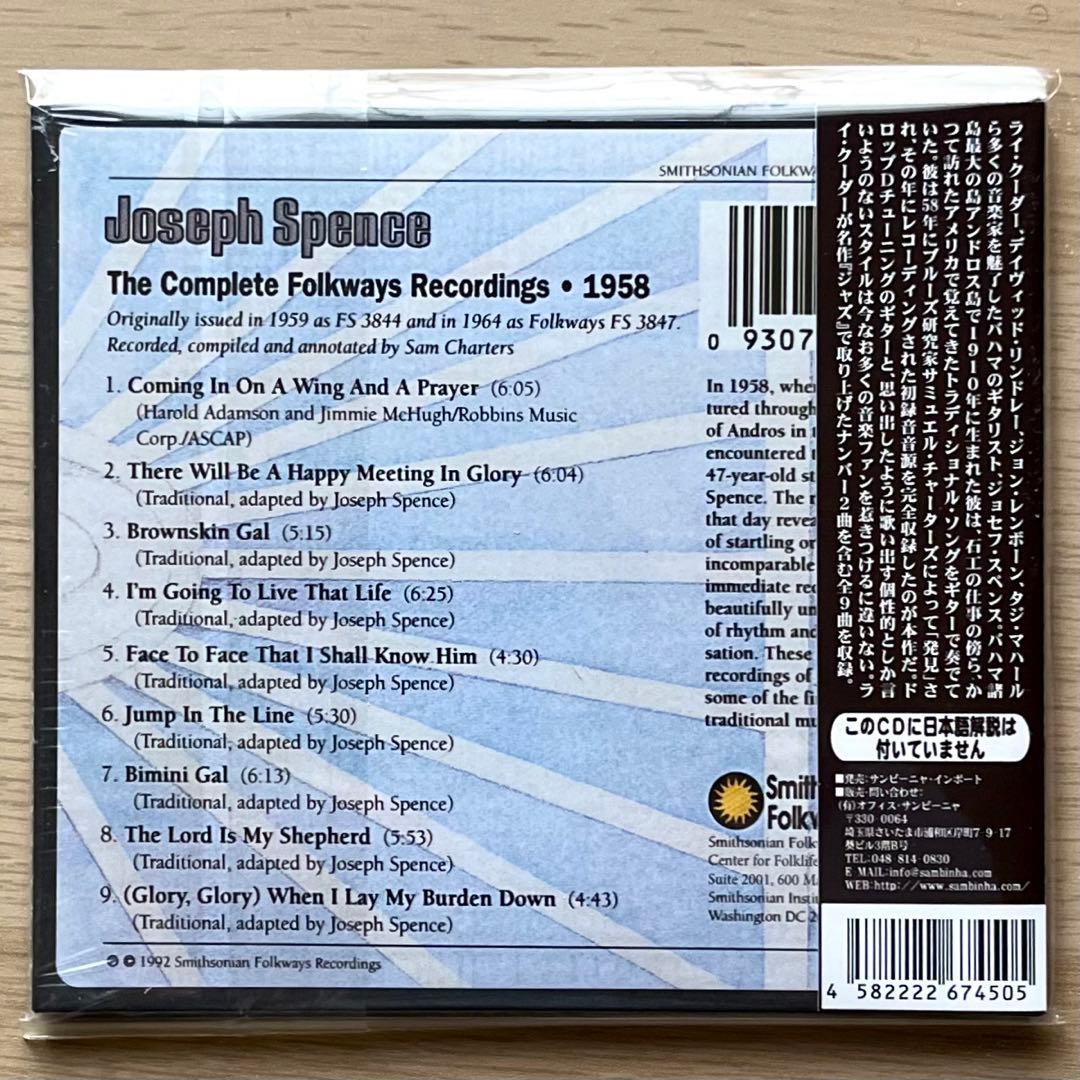 SMITHSONIAN FOLKWA
Joseph Spence
The Complete Folkways Recordings • 1958
Originally issued in 1959 as FS 3844 and in 1964 as Folkways FS 3847.
Recorded, compiled and annotated by Sam Charters
1. Coming In On A Wing And A Prayer (6:05)
(Harold Adamson and Jimmie McHugh/Robbins Music
Corp./ASCAP)
2. There Will Be A Happy Meeting In Glory (6:04)
(Traditional, adapted by Joseph Spence)
3. Brownskin Gal (5:15)
(Traditional, adapted by Joseph Spence)
4. I'm Going To Live That Life (6:25)
(Traditional, adapted by Joseph Spence)
5. Face To Face That I Shall Know Him (4:30)
(Traditional, adapted by Joseph Spence)
6. Jump In The Line (5:30)
(Traditional, adapted by Joseph Spence)
7. Bimini Gal (6:13)
(Traditional, adapted by Joseph Spence)
8. The Lord Is My Shepherd (5:53)
(Traditional, adapted by Joseph Spence)
9. (Glory, Glory) When I Lay My Burden Down (4:43)
(Traditional, adapted by Joseph Spence)
℗ © 1992 Smithsonian Folkways Recordings
0 9307
In 1958, whe
tured through
of Andros in
encountered
47-year-old st
Spence. The
that day revea
of startling or
incomparable
immediate rec
beautifully un
of rhythm and
sation. These
recordings of
some of the fi
traditional mu
Smith
Folkw
Smithsonian Folk
Center for Folklife
Suite 2001, 600 M
Smithsonian Insti
Washington DC 2
ライ・クーダー、デイヴィッド・リンドレー、ジョン・レンボーン、タジ・マハール
ら多くの音楽家を魅了したバハマのギタリスト、ジョセフ・スペンス。バハマ諸
島最大の島アンドロス島で1910年に生まれた彼は、石工の仕事の傍ら、か
つて訪れたアメリカで覚えてきたトラディショナル・ソングをギターで奏でて
いた。彼は58年にブルーズ研究家サミュエル・チャーターズによって「発見」さ
れ、その年にレコーディングされた初録音音源を完全収録したのが本作だ。ド
ロップDチューニングのギターと、思い出したように歌い出す個性的としか言
いようのないスタイルは今なお多くの音楽ファンを惹きつけるに違いない。ラ
イ・クーダーが名作『ジャズ』で取り上げたナンバー2曲を含む全9曲を収録。
このCDに日本語解説は
付いていません
■発売:サンビーニャ・インポート
■販売・問い合わせ:
(有)オフィス・サンビーニャ
〒330-0064
埼玉県さいたま市浦和区岸町7-9-17
葵ビル3階B号
TEL:048 814-0830
E MAIL:info@sambinha.com
WEB:http://www.sambinha.com/
4 582222 674505